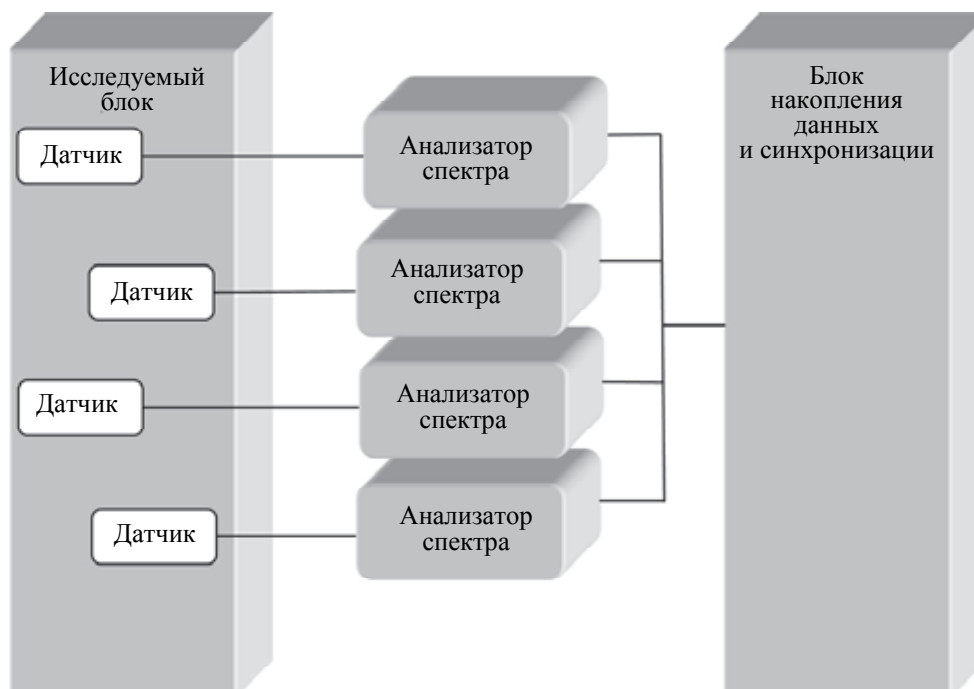 Исследуемый
блок
Датчик
Датчик
Датчик
Датчик
Анализатор
спектра
Анализатор
спектра
Анализатор
спектра
Анализатор
спектра
Блок
накопления
данных
и синхронизации